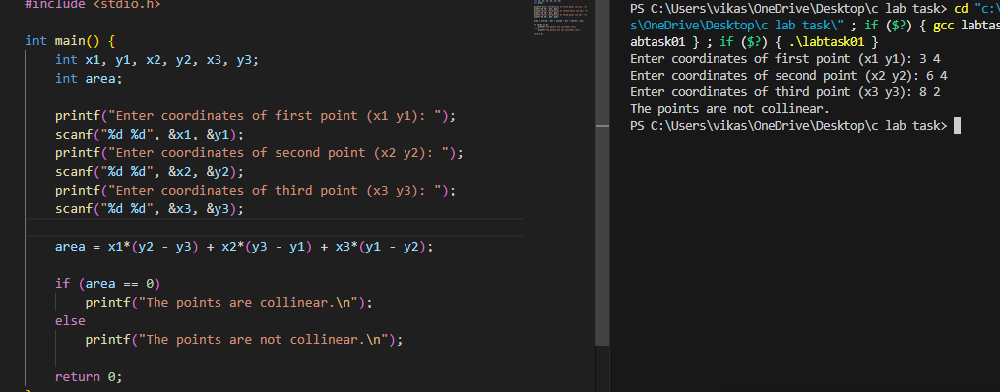 #include <stdio.h>
int main() {
int x1, y1, x2, y2, x3, y3;
int area;
printf("Enter coordinates of first point (x1 y1): ");
scanf("%d %d", &x1, &y1);
printf("Enter coordinates of second point (x2 y2): ");
scanf("%d %d", &x2, &y2);
printf("Enter coordinates of third point (x3 y3): ");
scanf("%d %d", &x3, &y3);
area = x1*(y2 - y3) + x2*(y3 - y1) + x3*(y1 - y2);
if (area == 0)
printf("The points are collinear.\n");
else
printf("The points are not collinear.\n");
return 0;
PS C:\Users\vikas\OneDrive\Desktop\c lab task> cd "c:\
s\OneDrive\Desktop\c lab task\" ; if ($?) { gcc labtas
abtask01 } ; if ($?) { .\labtask01 }
Enter coordinates of first point (x1 y1): 3 4
Enter coordinates of second point (x2 y2): 6 4
Enter coordinates of third point (x3 y3): 8 2
The points are not collinear.
PS C:\Users\vikas\OneDrive\Desktop\c lab task>